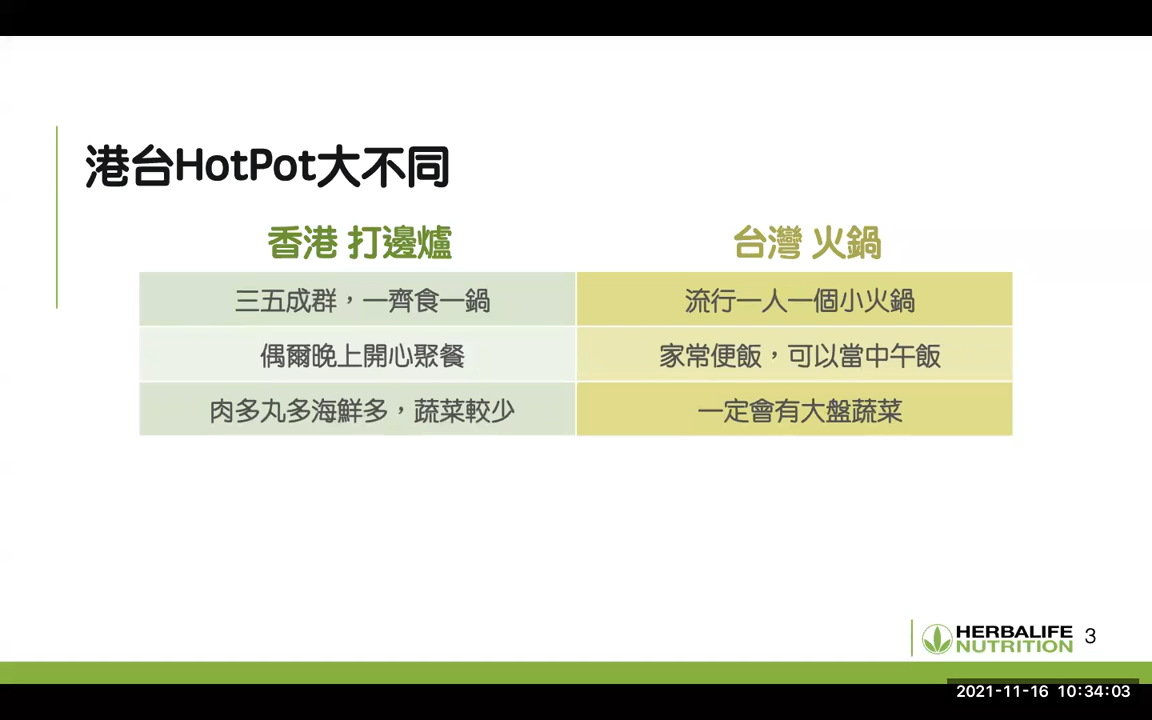 港台HotPot大不同
香港 打邊爐
台灣 火鍋
三五成群，一齊食一鍋
流行一人一個小火鍋
偶爾晚上開心聚餐
家常便飯，可以當中午飯
肉多丸多海鮮多，蔬菜較少
一定會有大盤蔬菜
HERBALIFE
NUTRITION
3
2021-11-16 10:34:03